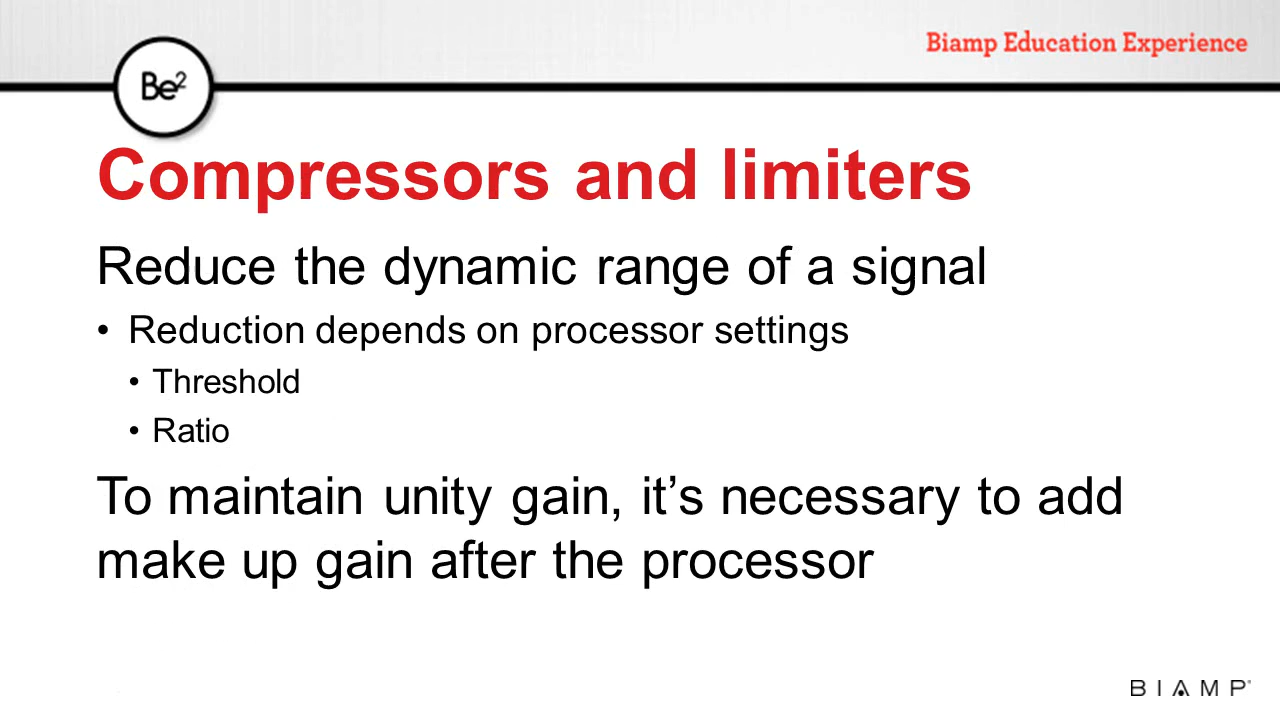 Biamp Education Experience
Be²
Compressors and limiters
Reduce the dynamic range of a signal
• Reduction depends on processor settings
• Threshold
• Ratio
To maintain unity gain, it’s necessary to add
make up gain after the processor
BIAMP®